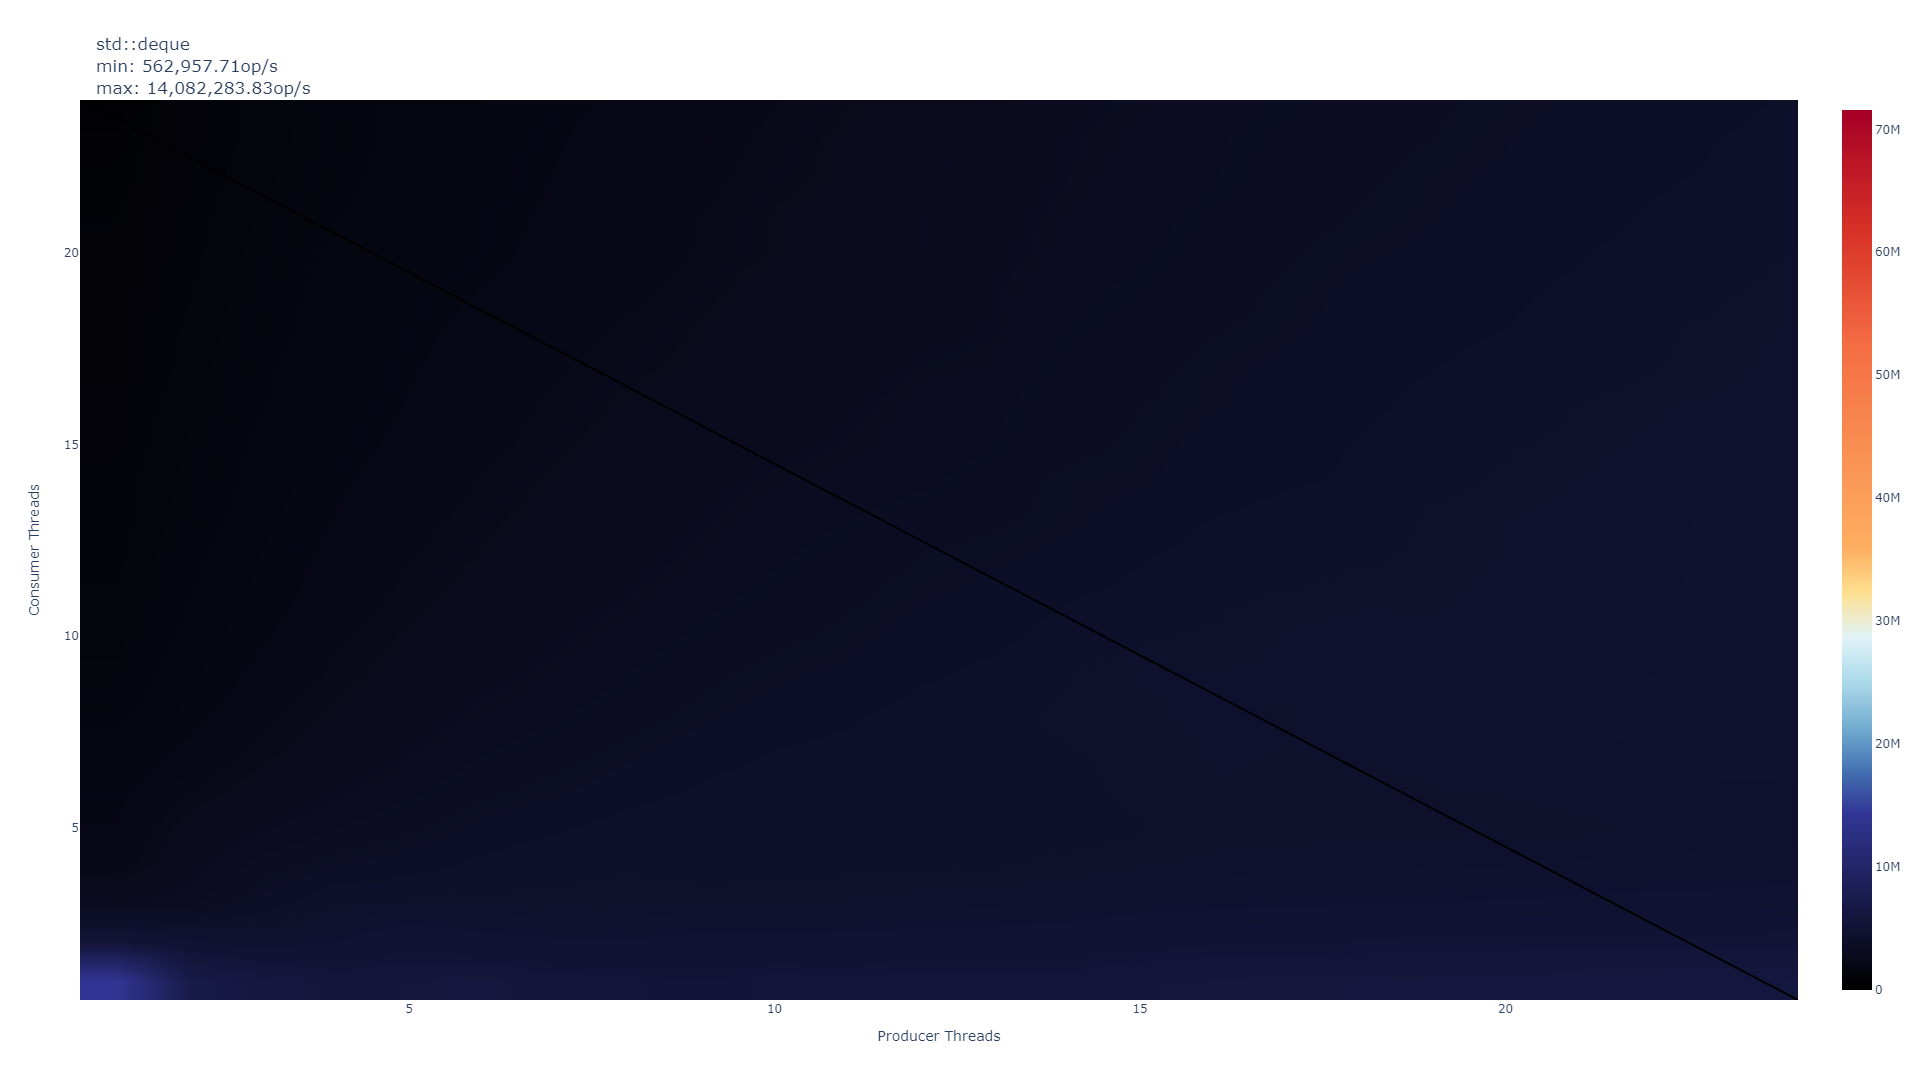 std::deque
min: 562,957.71op/s
max: 14,082,283.83op/s
70M
60M
50M
40M
30M
20M
10M
0
20
15
10
5
Consumer Threads
5
10
15
20
Producer Threads